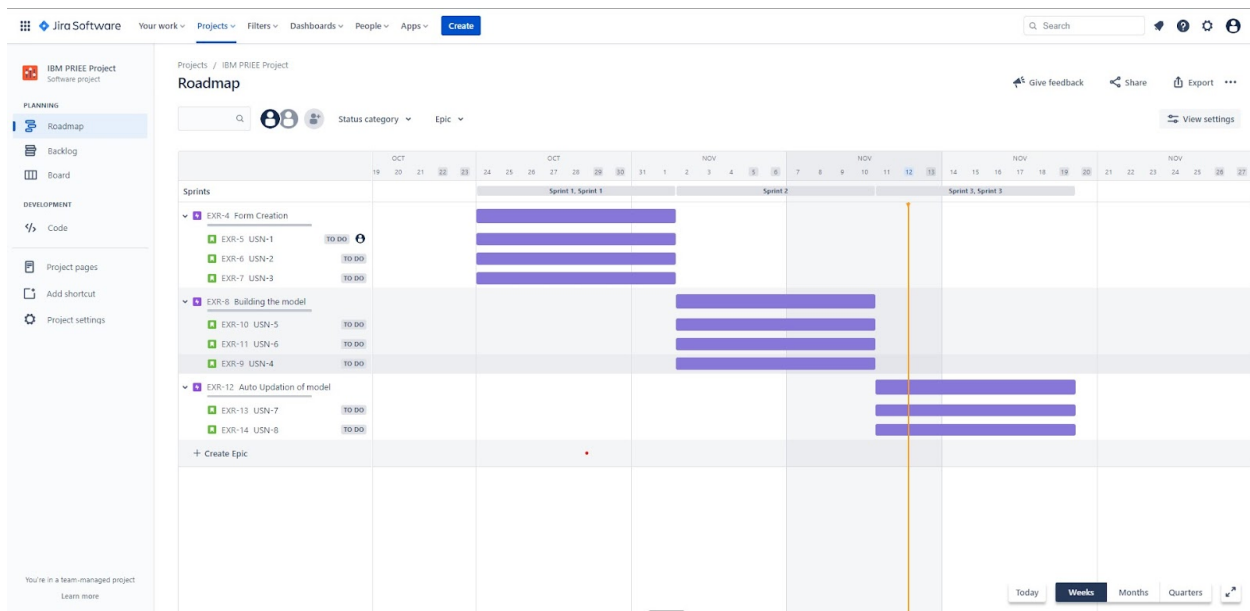 Jira Software Your work Projects Filters Dashboards People Apps Create Search
IBM PRIEE Project
Software project
PLANNING
Roadmap
Backlog
Board
DEVELOPMENT
Code
Project pages
Add shortcut
Project settings
You're in a team-managed project
Learn more
Projects / IBM PRIEE Project
Roadmap
Give feedback Share Export
Status category Epic View settings
OCT OCT NOV NOV NOV NOV
19 20 21 22 23 24 25 26 27 28 29 30 31 1 2 3 4 5 6 7 8 9 10 11 12 13 14 15 16 17 18 19 20 21 22 23 24 25 26 27
Sprints Sprint 1, Sprint 1 Sprint 2 Sprint 3, Sprint 3
EXR-4 Form Creation
EXR-5 USN-1 TO DO
EXR-6 USN-2 TO DO
EXR-7 USN-3 TO DO
EXR-8 Building the model
EXR-10 USN-5 TO DO
EXR-11 USN-6 TO DO
EXR-9 USN-4 TO DO
EXR-12 Auto Updation of model
EXR-13 USN-7 TO DO
EXR-14 USN-8 TO DO
+ Create Epic
Today Weeks Months Quarters